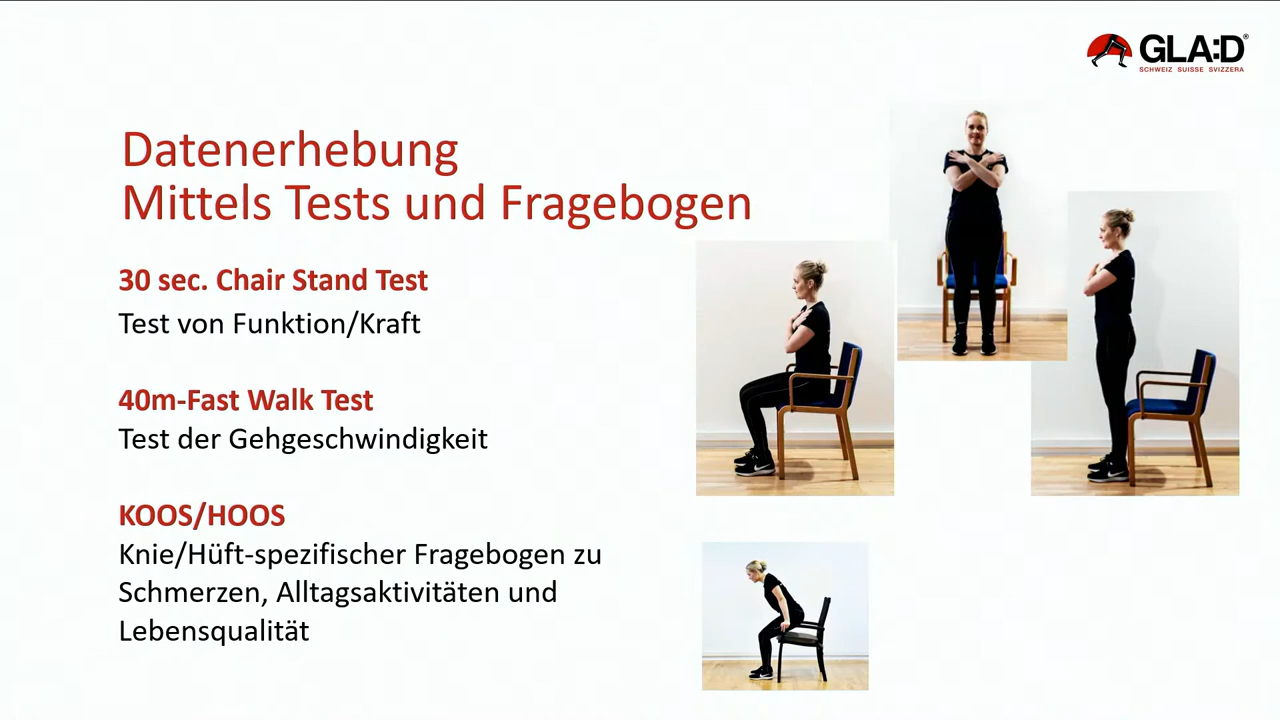 GLA:D®
SCHWEIZ SUISSE SVIZZERA
Datenerhebung
Mittels Tests und Fragebogen
30 sec. Chair Stand Test
Test von Funktion/Kraft
40m-Fast Walk Test
Test der Gehgeschwindigkeit
KOOS/HOOS
Knie/Hüft-spezifischer Fragebogen zu
Schmerzen, Alltagsaktivitäten und
Lebensqualität